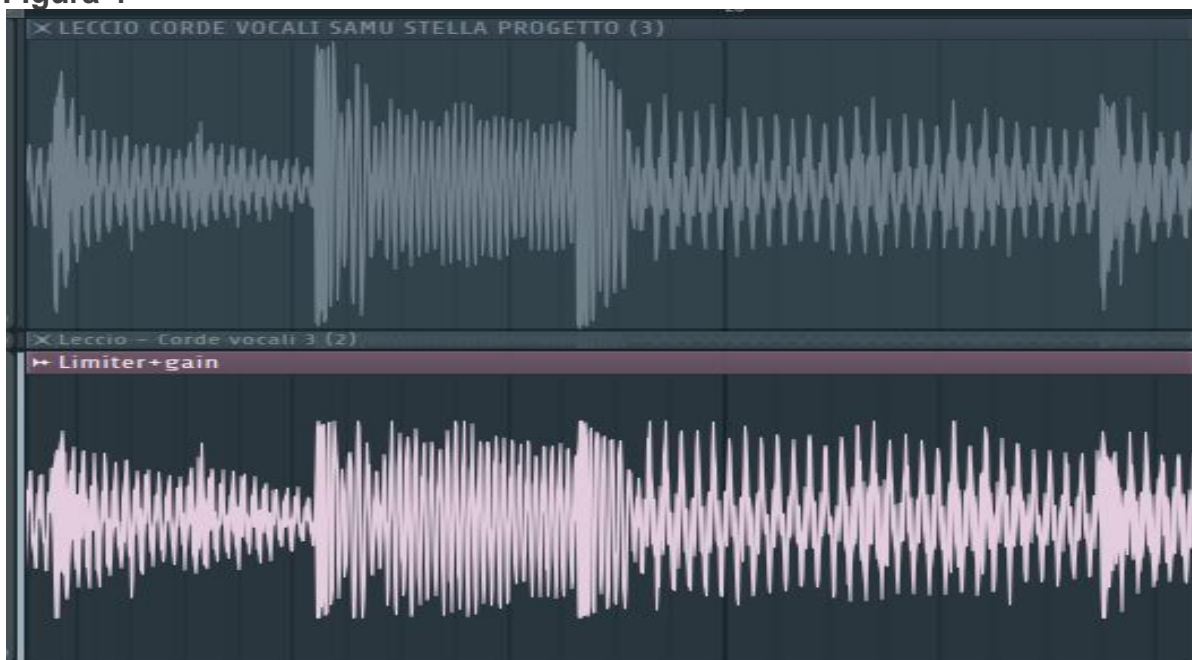 LECCIO CORDE VOCALI SAMU STELLA PROGETTO (3)
Leccio - Corde vocali 3 (2)
Limiter+gain